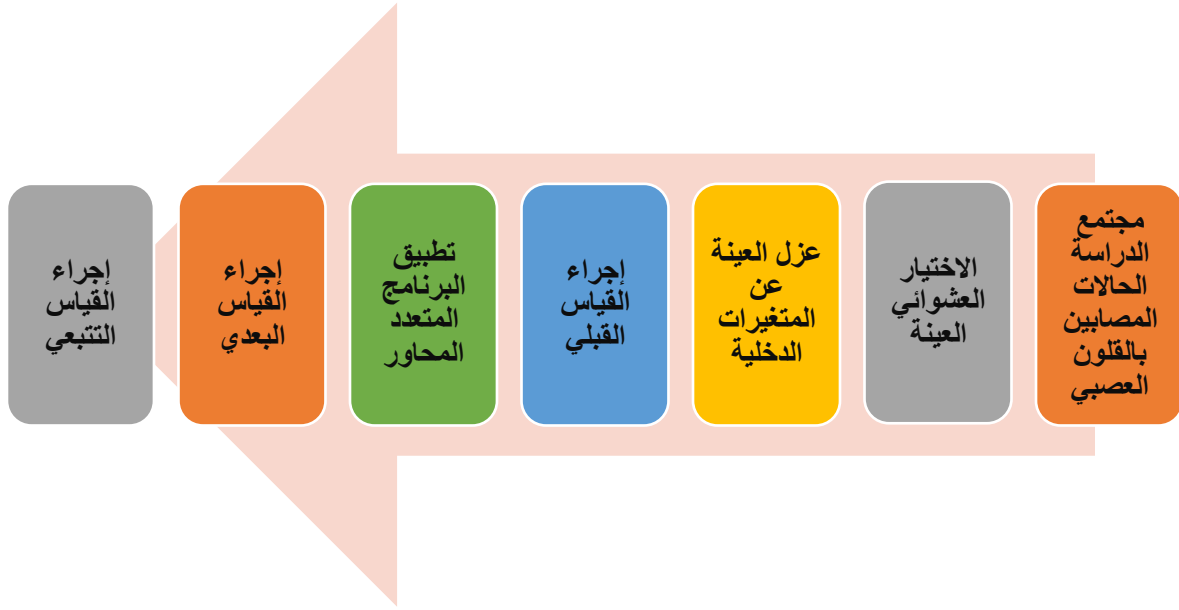 مجتمع
الدراسة
الحالات
المصابين
بالقلون
العصبي
الاختيار
العشوائي
العينة
عزل العينة
عن
المتغيرات
الدخلية
إجراء
القياس
القبلي
تطبيق
البرنامج
المتعدد
المحاور
إجراء
القياس
البعدي
إجراء
القياس
التتبعي